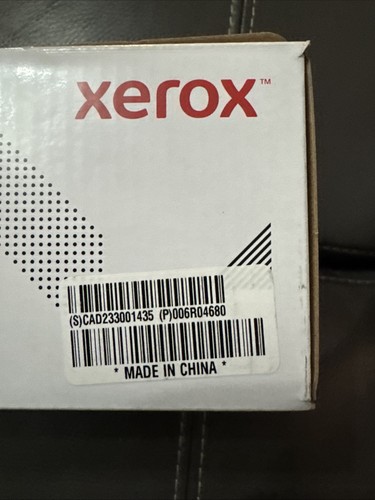 xerox™
(S)CAD233001435 (P)006R04680
* MADE IN CHINA *